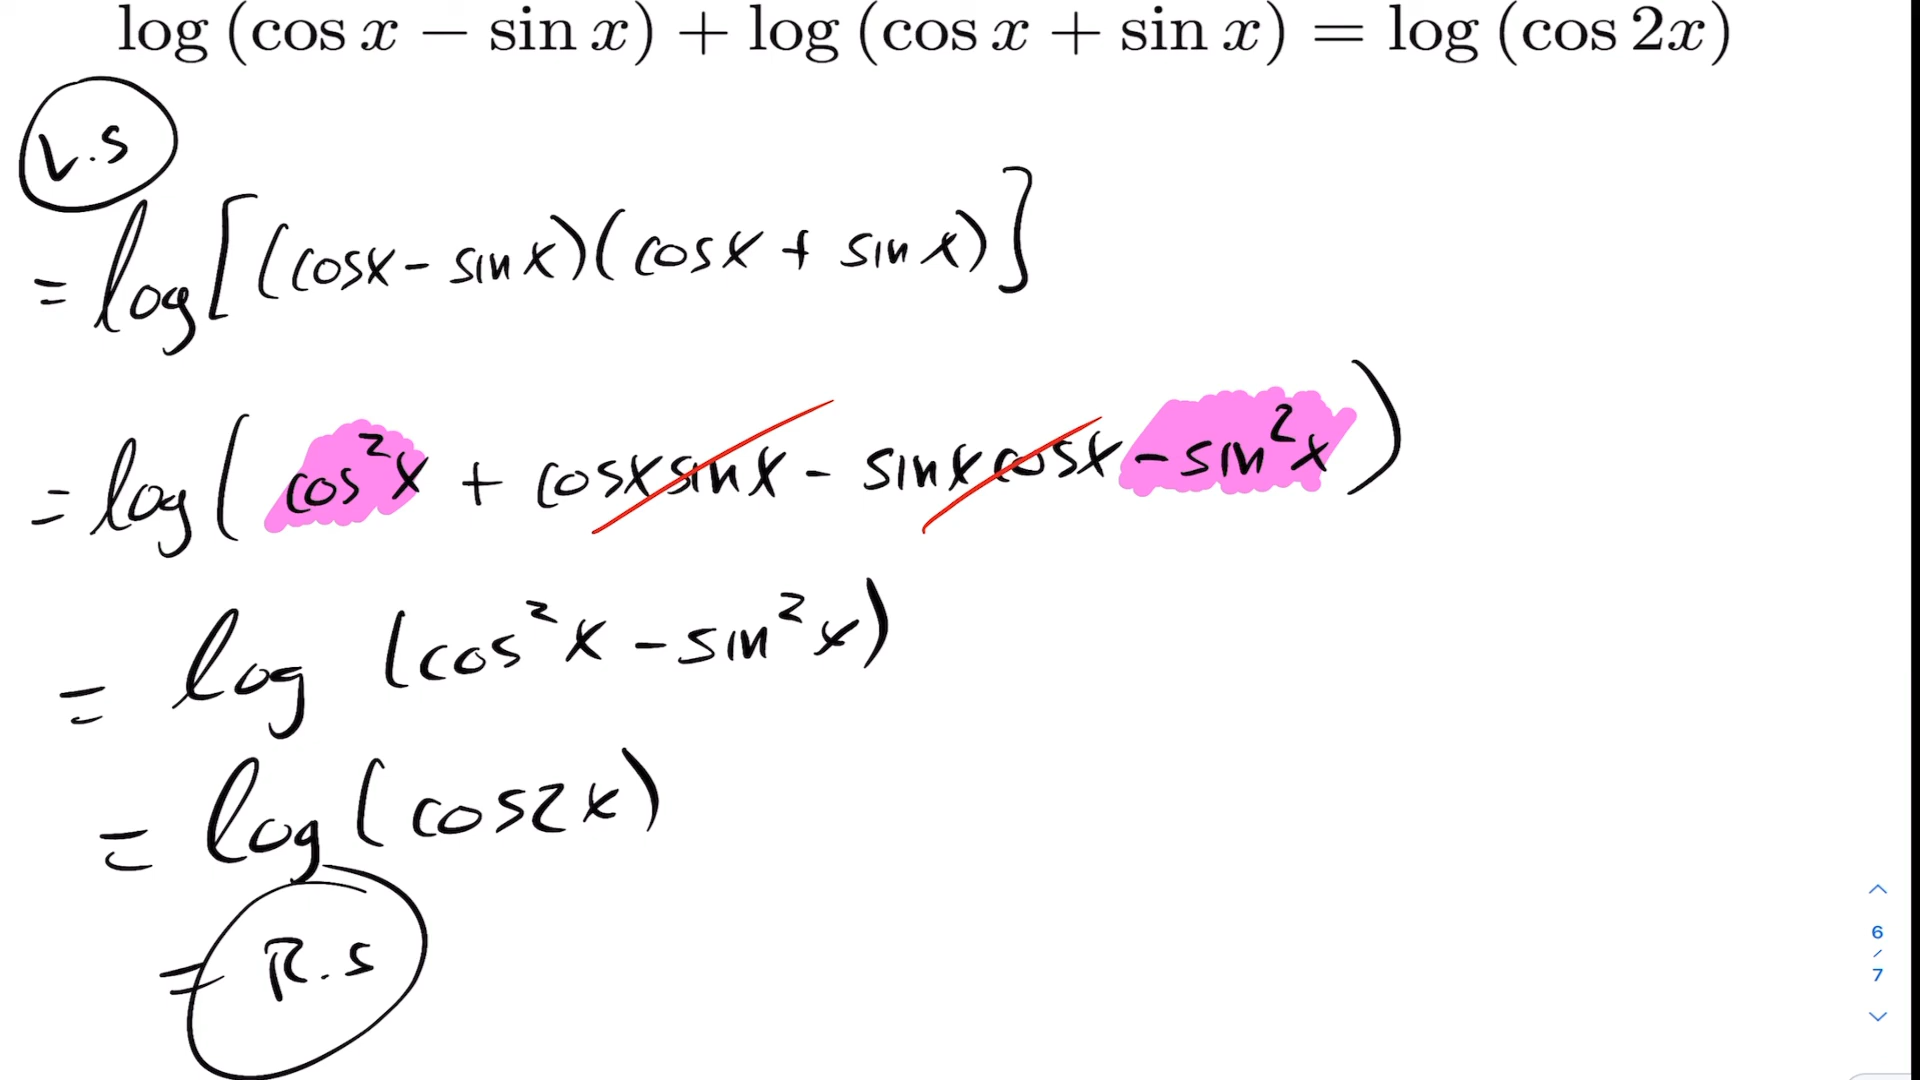 log (cos x − sin x) + log (cos x + sin x) = log (cos 2x)
L.S
= log[(cosx - sinx)(cosx + sinx)]
= log(cos²x + cosxsinx - sinxcosx - sin²x)
= log (cos²x - sin²x)
= log(cos2x)
= R.S
6
/
7